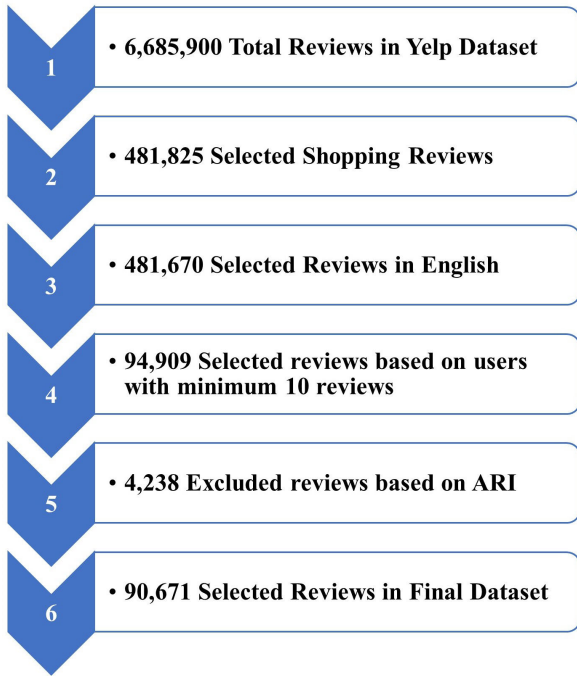 1
• 6,685,900 Total Reviews in Yelp Dataset
2
• 481,825 Selected Shopping Reviews
3
• 481,670 Selected Reviews in English
4
• 94,909 Selected reviews based on users
with minimum 10 reviews
5
• 4,238 Excluded reviews based on ARI
6
• 90,671 Selected Reviews in Final Dataset